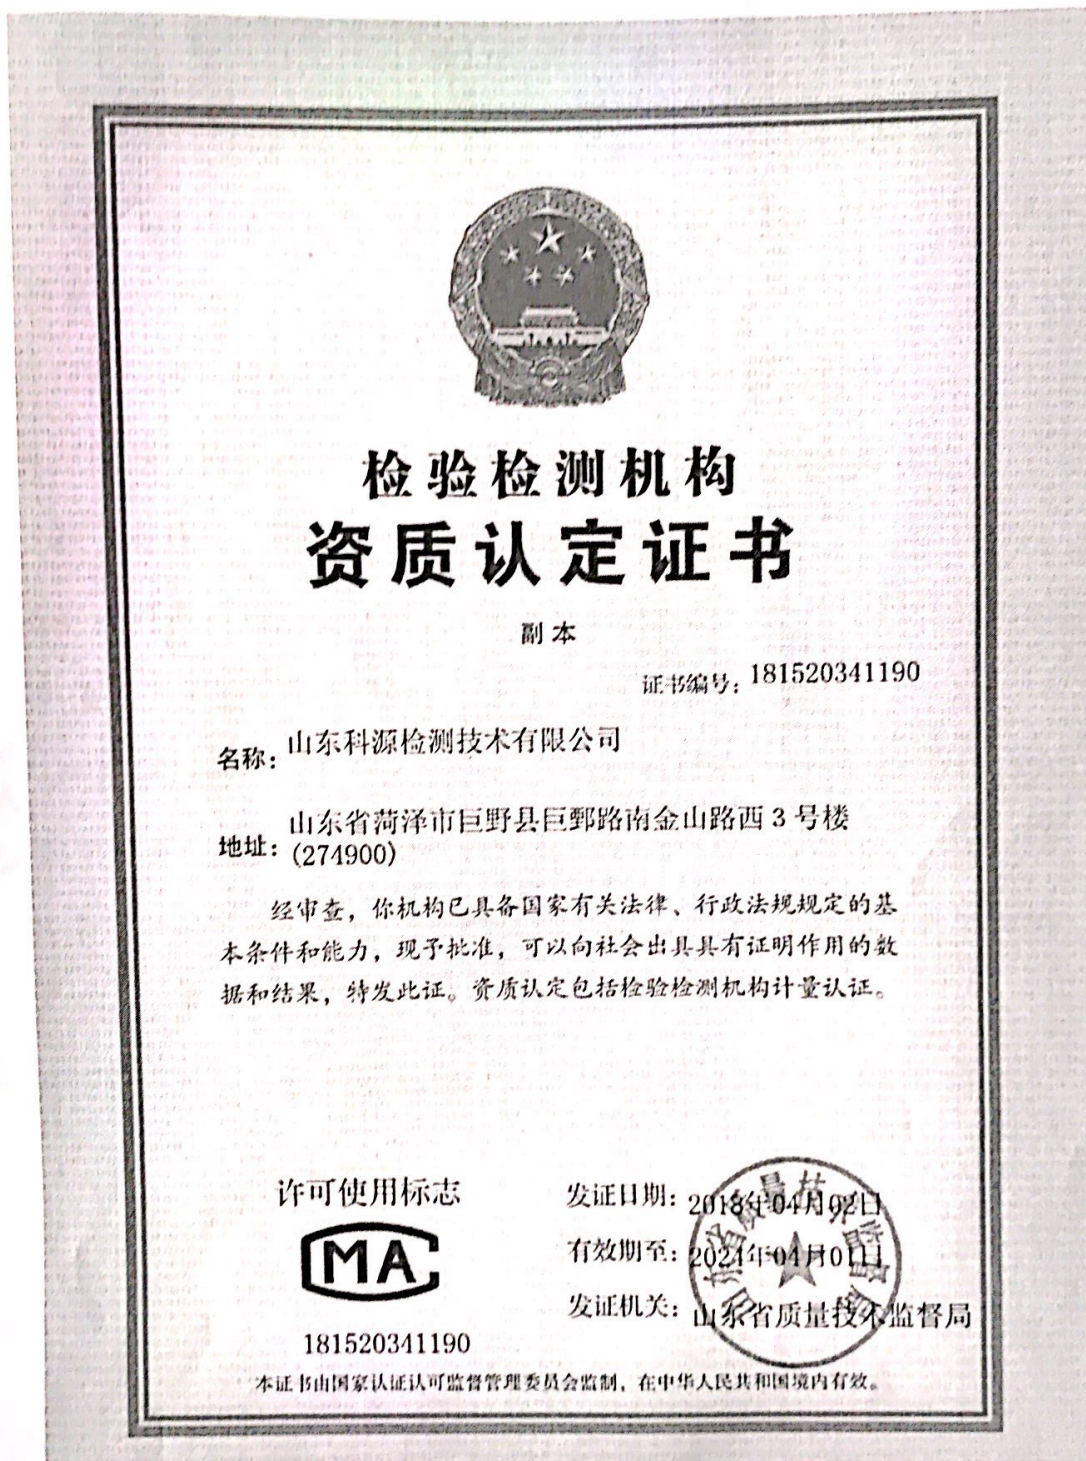 检验检测机构
资质认定证书
副本
证书编号：181520341190
名称：山东科源检测技术有限公司
地址：山东省菏泽市巨野县巨鄄路南金山路西3号楼
(274900)
经审查，你机构已具备国家有关法律、行政法规规定的基
本条件和能力，现予批准，可以向社会出具具有证明作用的数
据和结果，特发此证。资质认定包括检验检测机构计量认证。
许可使用标志
MA
181520341190
发证日期：2018年04月02日
有效期至：2024年04月01日
发证机关：山东省质量技术监督局
山东省质量技术监督局
本证书由国家认证认可监督管理委员会监制，在中华人民共和国境内有效。